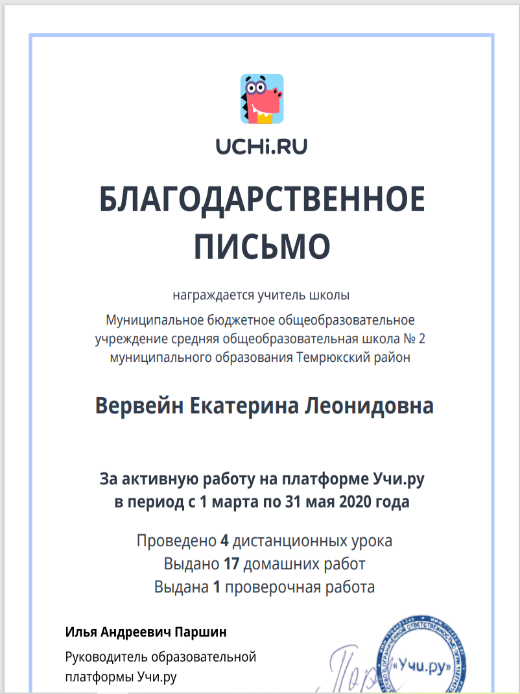 UCHi.RU
БЛАГОДАРСТВЕННОЕ
ПИСЬМО
награждается учитель школы
Муниципальное бюджетное общеобразовательное
учреждение средняя общеобразовательная школа № 2
муниципального образования Темрюкский район
Вервейн Екатерина Леонидовна
За активную работу на платформе Учи.ру
в период с 1 марта по 31 мая 2020 года
Проведено 4 дистанционных урока
Выдано 17 домашних работ
Выдана 1 проверочная работа
Илья Андреевич Паршин
Руководитель образовательной
платформы Учи.ру
«Учи.ру»